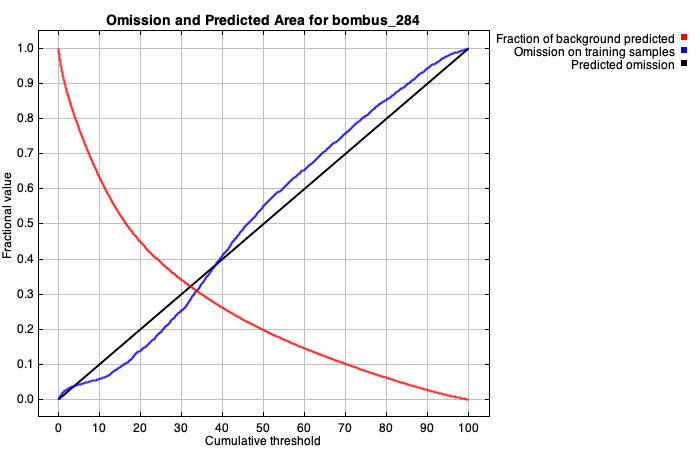 Omission and Predicted Area for bombus_284
Fraction of background predicted
Omission on training samples
Predicted omission
Fractional value
1.0
0.9
0.8
0.7
0.6
0.5
0.4
0.3
0.2
0.1
0.0
0 10 20 30 40 50 60 70 80 90 100
Cumulative threshold